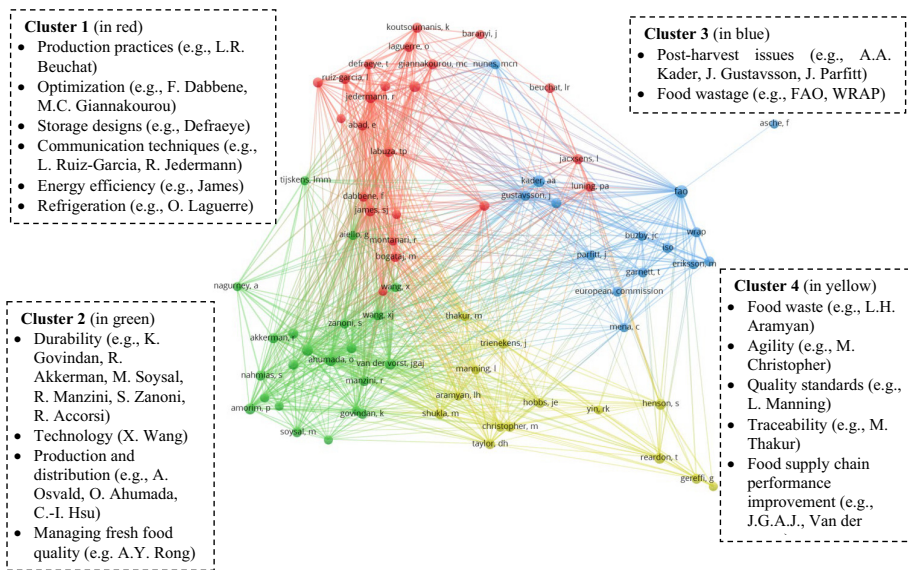 Cluster 1 (in red)
• Production practices (e.g., L.R.
Beuchat)
• Optimization (e.g., F. Dabbene,
M.C. Giannakourou)
• Storage designs (e.g., Defraeye)
• Communication techniques (e.g.,
L. Ruiz-Garcia, R. Jedermann)
• Energy efficiency (e.g., James)
• Refrigeration (e.g., O. Laguerre)
Cluster 3 (in blue)
• Post-harvest issues (e.g., A.A.
Kader, J. Gustavsson, J. Parfitt)
• Food wastage (e.g., FAO, WRAP)
koutsoumanis, k
baranyi, j
laguerre, o
defraeye, t
giannakourou, mc
nunes, mcn
ruiz-garcia, l
jedermann, r
beuchat, lr
asche, f
abad, e
labuza, tp
jacxsens, l
tijskens, lmm
kader, aa
luning, pa
fao
dabbene, f
gustavsson, j
james, sj
aiello, g
montanari, r
buzby, jc
wrap
iso
bogataj, m
parfitt, j
eriksson, m
garnett, t
nagurney, a
wang, x
european, commission
wang, xj
thakur, m
mena, c
zanoni, s
akkerman, r
trienekens, j
ahumada, o
van der vorst, jgaj
manning, l
nahmias, s
manzini, r
aramyan, lh
hobbs, je
henson, s
amorim, p
govindan, k
shukla, m
yin, rk
christopher, m
soysal, m
taylor, dh
reardon, t
gereffi, g
Cluster 2 (in green)
• Durability (e.g., K.
Govindan, R.
Akkerman, M. Soysal,
R. Manzini, S. Zanoni,
R. Accorsi)
• Technology (X. Wang)
• Production and
distribution (e.g., A.
Osvald, O. Ahumada,
C.-I. Hsu)
• Managing fresh food
quality (e.g. A.Y. Rong)
Cluster 4 (in yellow)
• Food waste (e.g., L.H.
Aramyan)
• Agility (e.g., M.
Christopher)
• Quality standards (e.g.,
L. Manning)
• Traceability (e.g., M.
Thakur)
• Food supply chain
performance
improvement (e.g.,
J.G.A.J., Van der